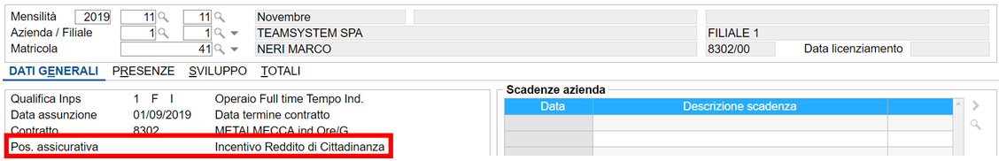 Mensilità 2019 11 11 Novembre
Azienda / Filiale 1 1 TEAMSYSTEM SPA FILIALE 1
Matricola 41 NERI MARCO 8302/00 Data licenziamento
DATI GENERALI PRESENZE SVILUPPO TOTALI
Qualifica Inps 1 F I Operaio Full time Tempo Ind.
Data assunzione 01/09/2019 Data termine contratto
Contratto 8302 METALMECCA ind.Ore/G
Pos. assicurativa Incentivo Reddito di Cittadinanza
Scadenze azienda
Data Descrizione scadenza